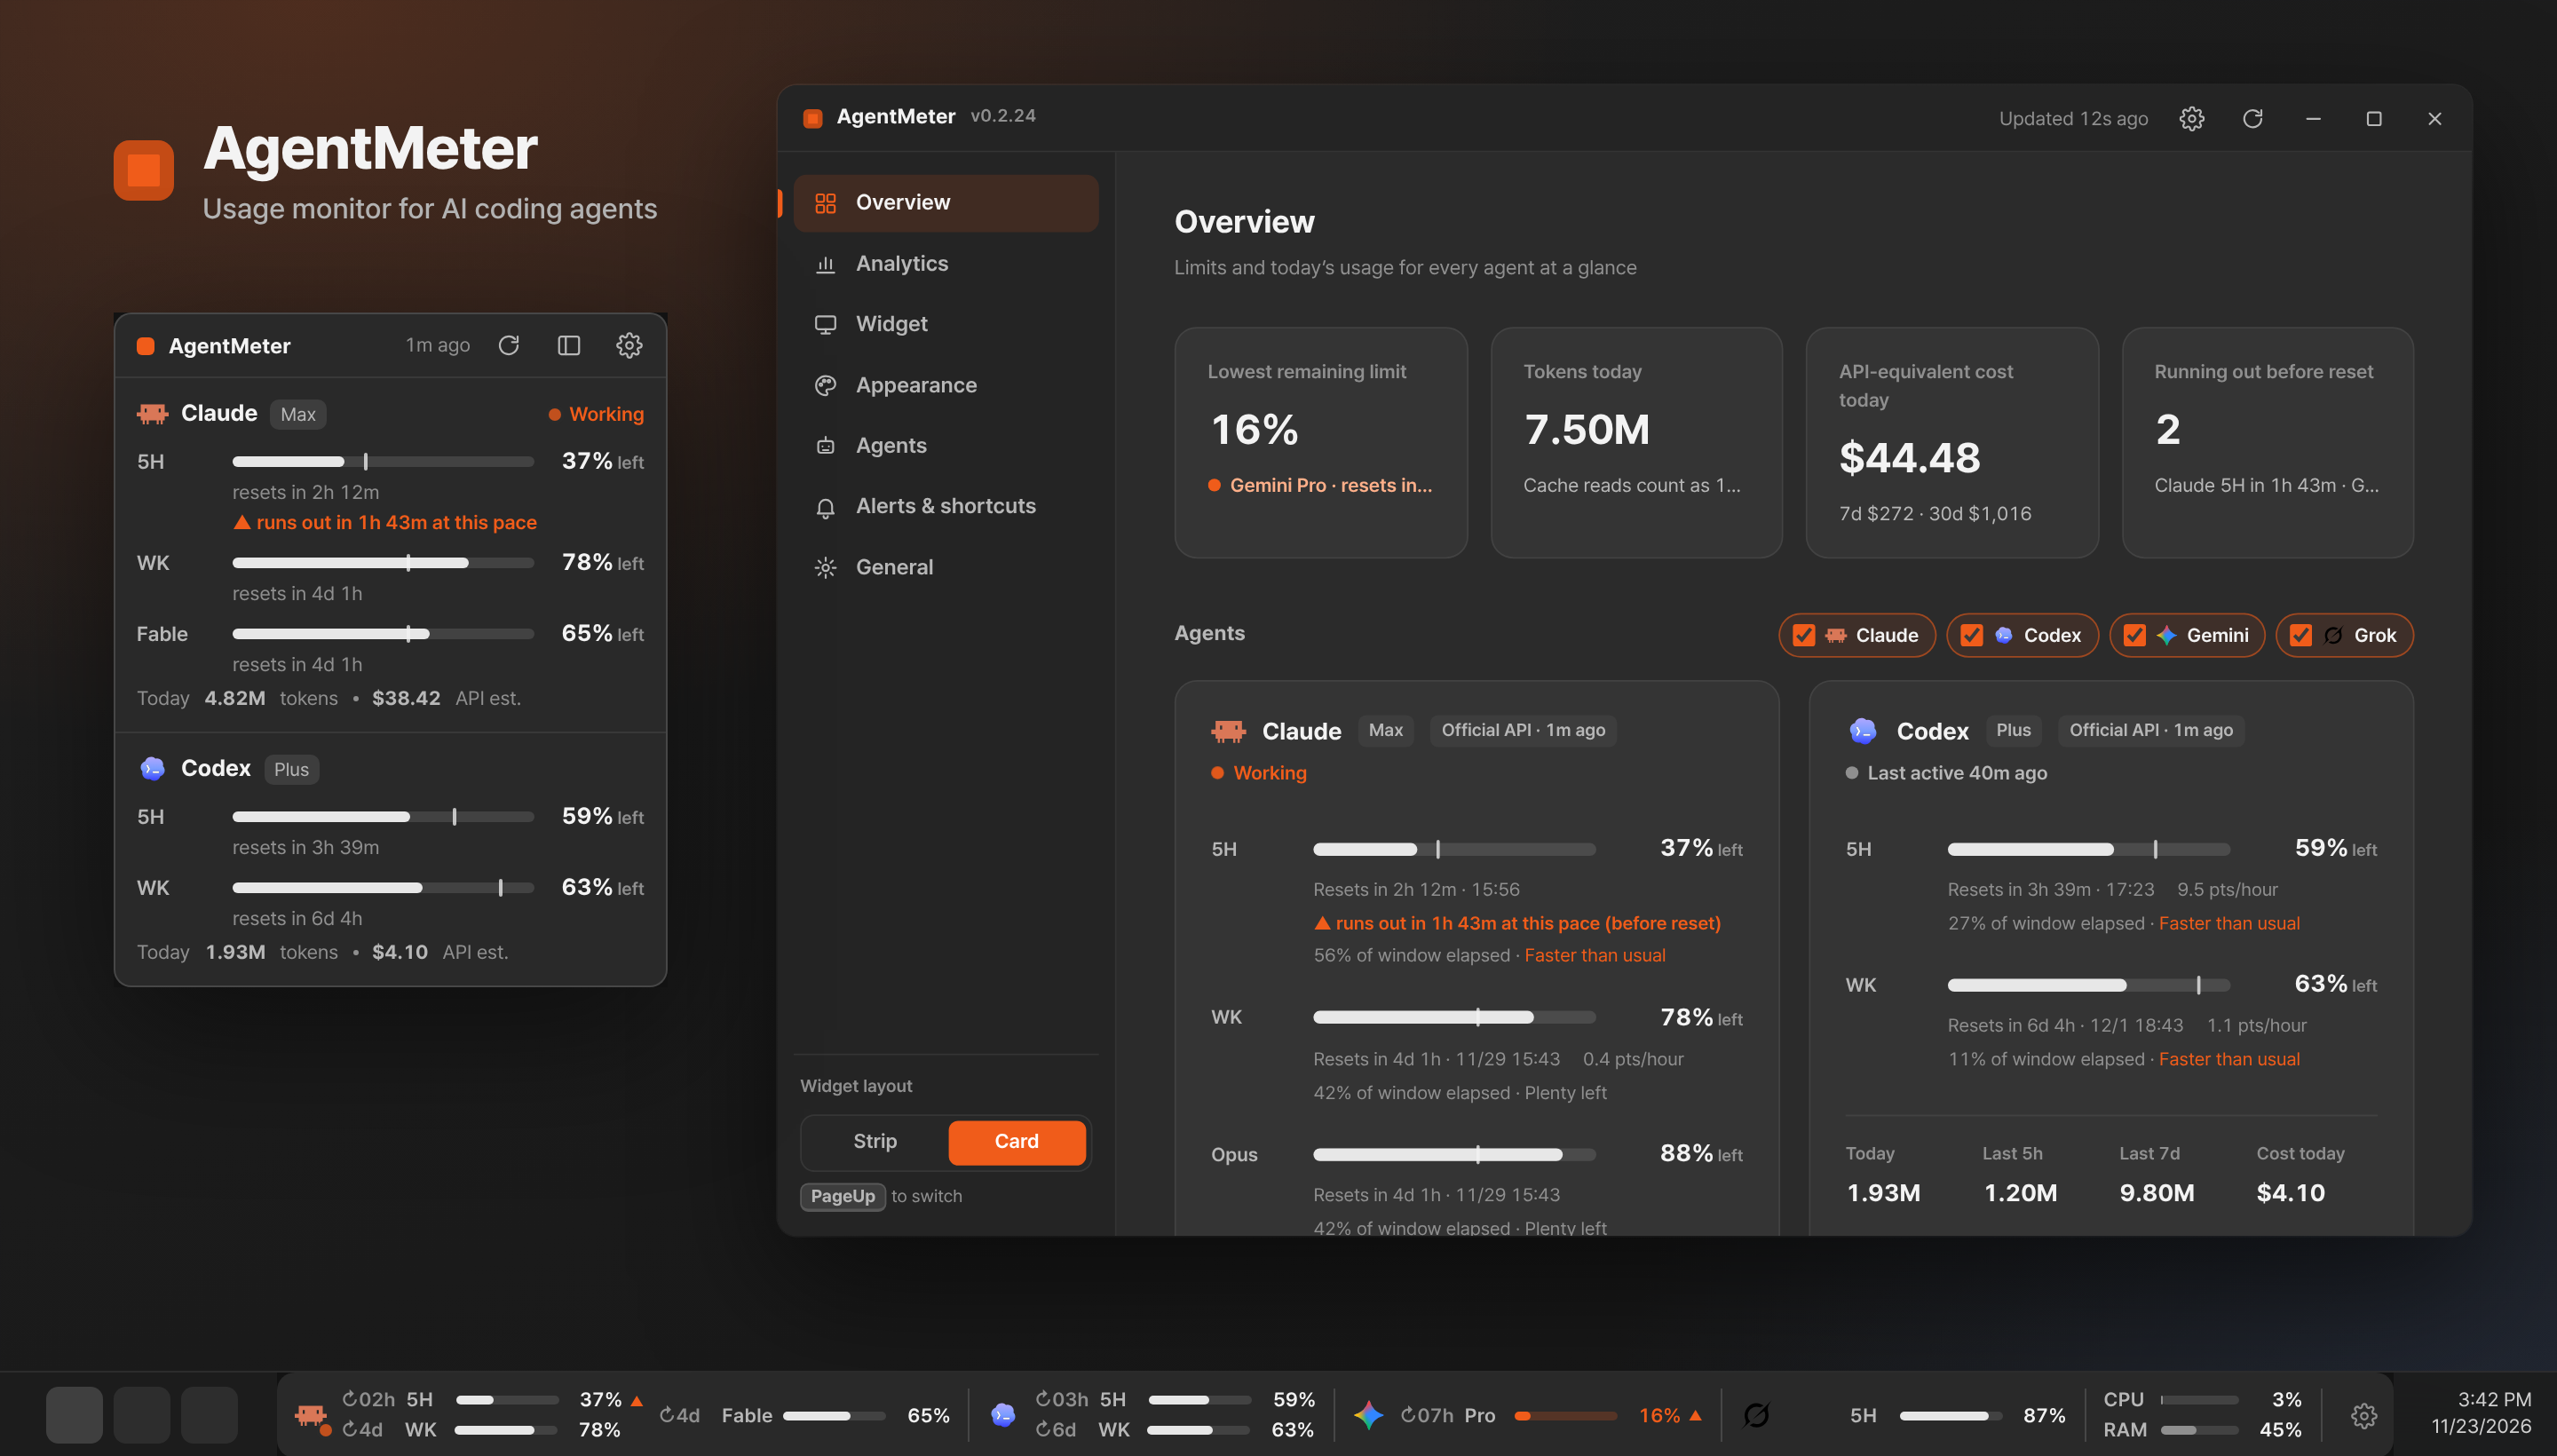 AgentMeter
Usage monitor for AI coding agents
AgentMeter 1m ago
Claude Max Working
5H 37% left
resets in 2h 12m
▲ runs out in 1h 43m at this pace
WK 78% left
resets in 4d 1h
Fable 65% left
resets in 4d 1h
Today 4.82M tokens • $38.42 API est.
Codex Plus
5H 59% left
resets in 3h 39m
WK 63% left
resets in 6d 4h
Today 1.93M tokens • $4.10 API est.
AgentMeter v0.2.24 Updated 12s ago
Overview
Analytics
Widget
Appearance
Agents
Alerts & shortcuts
General
Widget layout
Strip Card
PageUp to switch
Overview
Limits and today’s usage for every agent at a glance
Lowest remaining limit
16%
Gemini Pro · resets in...
Tokens today
7.50M
Cache reads count as 1...
API-equivalent cost
today
$44.48
7d $272 · 30d $1,016
Running out before reset
2
Claude 5H in 1h 43m · G...
Agents Claude Codex Gemini Grok
Claude Max Official API · 1m ago
Working
5H 37% left
Resets in 2h 12m · 15:56
▲ runs out in 1h 43m at this pace (before reset)
56% of window elapsed · Faster than usual
WK 78% left
Resets in 4d 1h · 11/29 15:43 0.4 pts/hour
42% of window elapsed · Plenty left
Opus 88% left
Resets in 4d 1h · 11/29 15:43
42% of window elapsed · Plenty left
Codex Plus Official API · 1m ago
Last active 40m ago
5H 59% left
Resets in 3h 39m · 17:23 9.5 pts/hour
27% of window elapsed · Faster than usual
WK 63% left
Resets in 6d 4h · 12/1 18:43 1.1 pts/hour
11% of window elapsed · Faster than usual
Today Last 5h Last 7d Cost today
1.93M 1.20M 9.80M $4.10
02h 5H 37% ▲
4d WK 78%
4d Fable 65%
03h 5H 59%
6d WK 63%
07h Pro 16% ▲
5H 87%
CPU 3%
RAM 45%
3:42 PM
11/23/2026